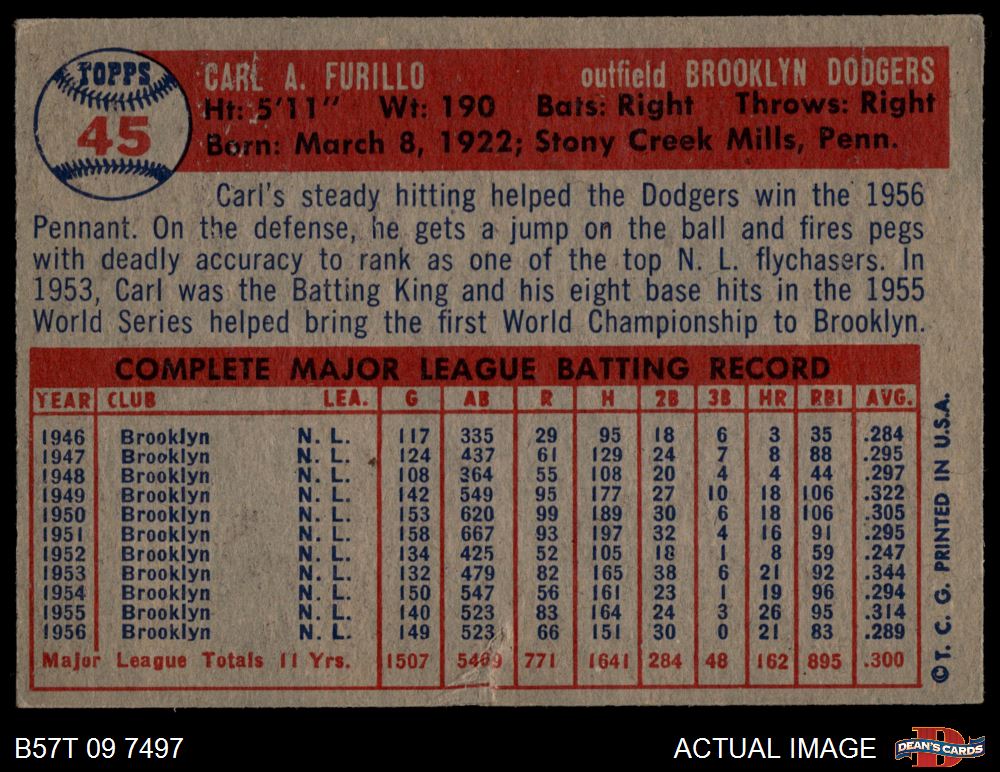 TOPPS
45
CARL A. FURILLO outfield BROOKLYN DODGERS
Ht: 5'11" Wt: 190 Bats: Right Throws: Right
Born: March 8, 1922; Stony Creek Mills, Penn.
Carl's steady hitting helped the Dodgers win the 1956
Pennant. On the defense, he gets a jump on the ball and fires pegs
with deadly accuracy to rank as one of the top N. L. flychasers. In
1953, Carl was the Batting King and his eight base hits in the 1955
World Series helped bring the first World Championship to Brooklyn.
COMPLETE MAJOR LEAGUE BATTING RECORD
YEAR CLUB LEA. G AB R H 2B 3B HR RBI AVG.
1946 Brooklyn N. L. 117 335 29 95 18 6 3 35 .284
1947 Brooklyn N. L. 124 437 61 129 24 7 8 88 .295
1948 Brooklyn N. L. 108 364 55 108 20 4 4 44 .297
1949 Brooklyn N. L. 142 549 95 177 27 10 18 106 .322
1950 Brooklyn N. L. 153 620 99 189 30 6 18 106 .305
1951 Brooklyn N. L. 158 667 93 197 32 4 16 91 .295
1952 Brooklyn N. L. 134 425 52 105 18 1 8 59 .247
1953 Brooklyn N. L. 132 479 82 165 38 6 21 92 .344
1954 Brooklyn N. L. 150 547 56 161 23 1 19 96 .294
1955 Brooklyn N. L. 140 523 83 164 24 3 26 95 .314
1956 Brooklyn N. L. 149 523 66 151 30 0 21 83 .289
Major League Totals 11 Yrs. 1507 5469 771 1641 284 48 162 895 .300
©T. C. G. PRINTED IN U.S.A.
B57T 09 7497
ACTUAL IMAGE
DEAN'S CARDS